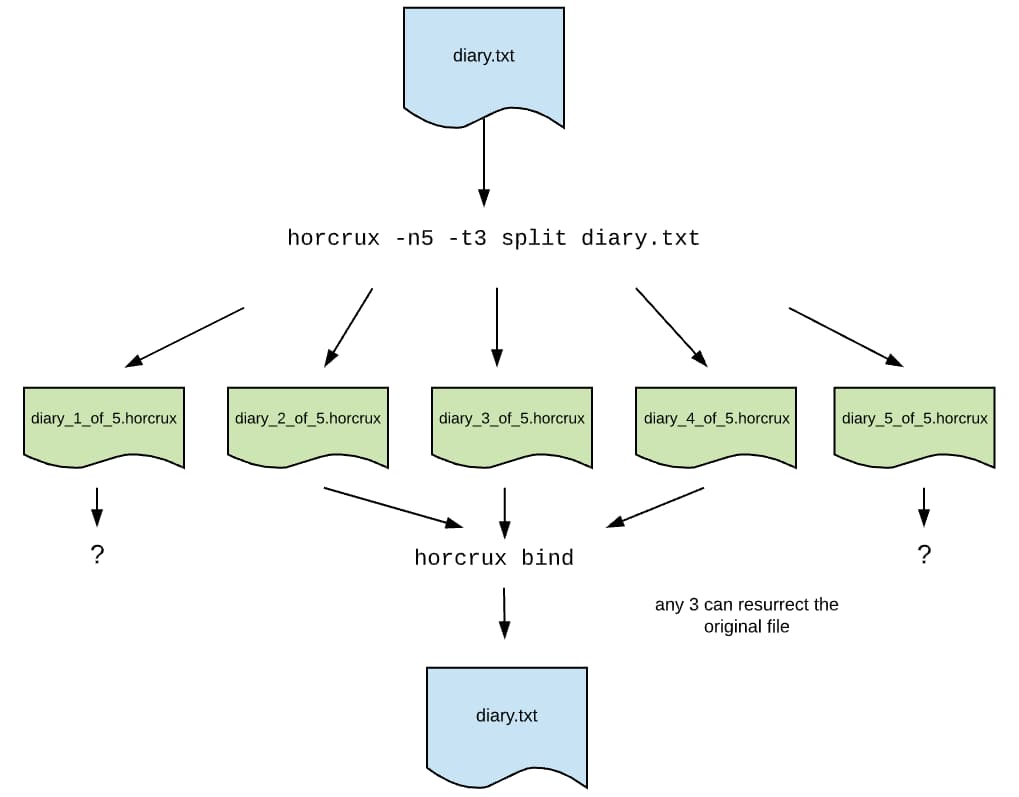 diary.txt
horcrux -n5 -t3 split diary.txt
diary_1_of_5.horcrux
diary_2_of_5.horcrux
diary_3_of_5.horcrux
diary_4_of_5.horcrux
diary_5_of_5.horcrux
?
horcrux bind
?
any 3 can resurrect the
original file
diary.txt